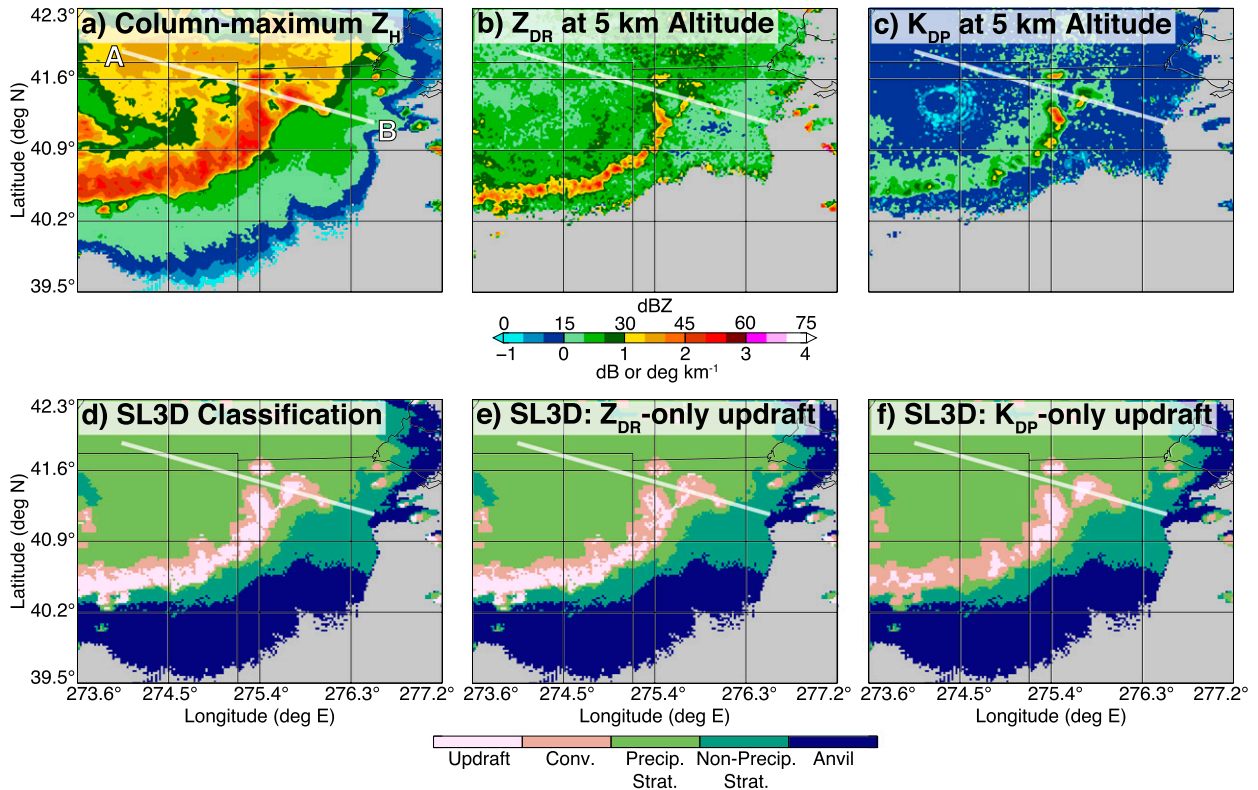 a) Column-maximum ZH
b) ZDR at 5 km Altitude
c) KDP at 5 km Altitude
42.3°
41.6°
40.9°
40.2°
39.5°
Latitude (deg N)
A
B
dBZ
0 15 30 45 60 75
−1 0 1 2 3 4
dB or deg km-1
d) SL3D Classification
e) SL3D: ZDR-only updraft
f) SL3D: KDP-only updraft
42.3°
41.6°
40.9°
40.2°
39.5°
Latitude (deg N)
273.6° 274.5° 275.4° 276.3° 277.2°
273.6° 274.5° 275.4° 276.3° 277.2°
273.6° 274.5° 275.4° 276.3° 277.2°
Longitude (deg E)
Longitude (deg E)
Longitude (deg E)
Updraft Conv. Precip. Non-Precip. Anvil
Strat. Strat.